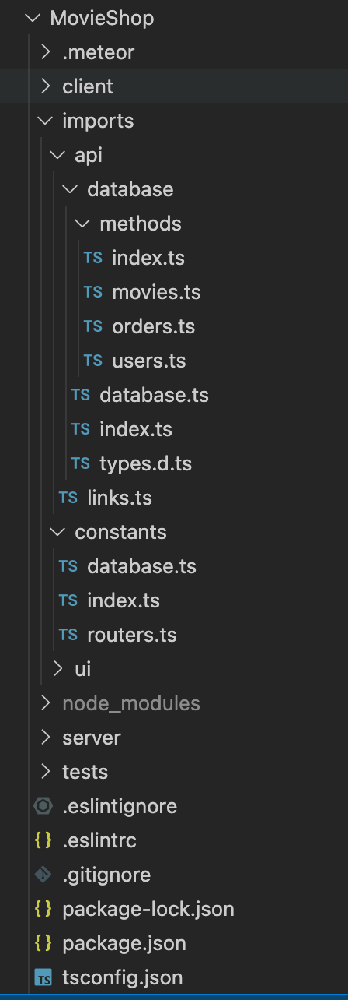 MovieShop
.meteor
client
imports
api
database
methods
TS index.ts
TS movies.ts
TS orders.ts
TS users.ts
TS database.ts
TS index.ts
TS types.d.ts
TS links.ts
constants
TS database.ts
TS index.ts
TS routers.ts
ui
node_modules
server
tests
.eslintignore
{} .eslintrc
.gitignore
{} package-lock.json
{} package.json
TS tsconfig.json